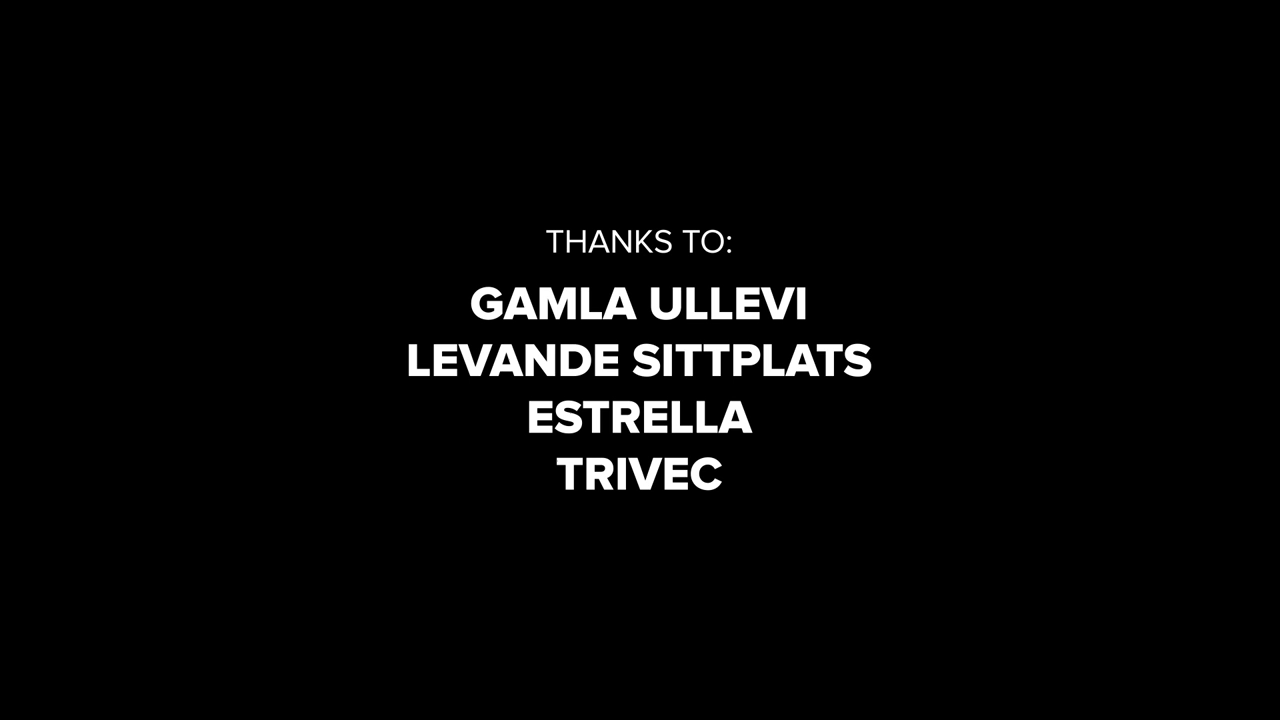 THANKS TO:
GAMLA ULLEVI
LEVANDE SITTPLATS
ESTRELLA
TRIVEC